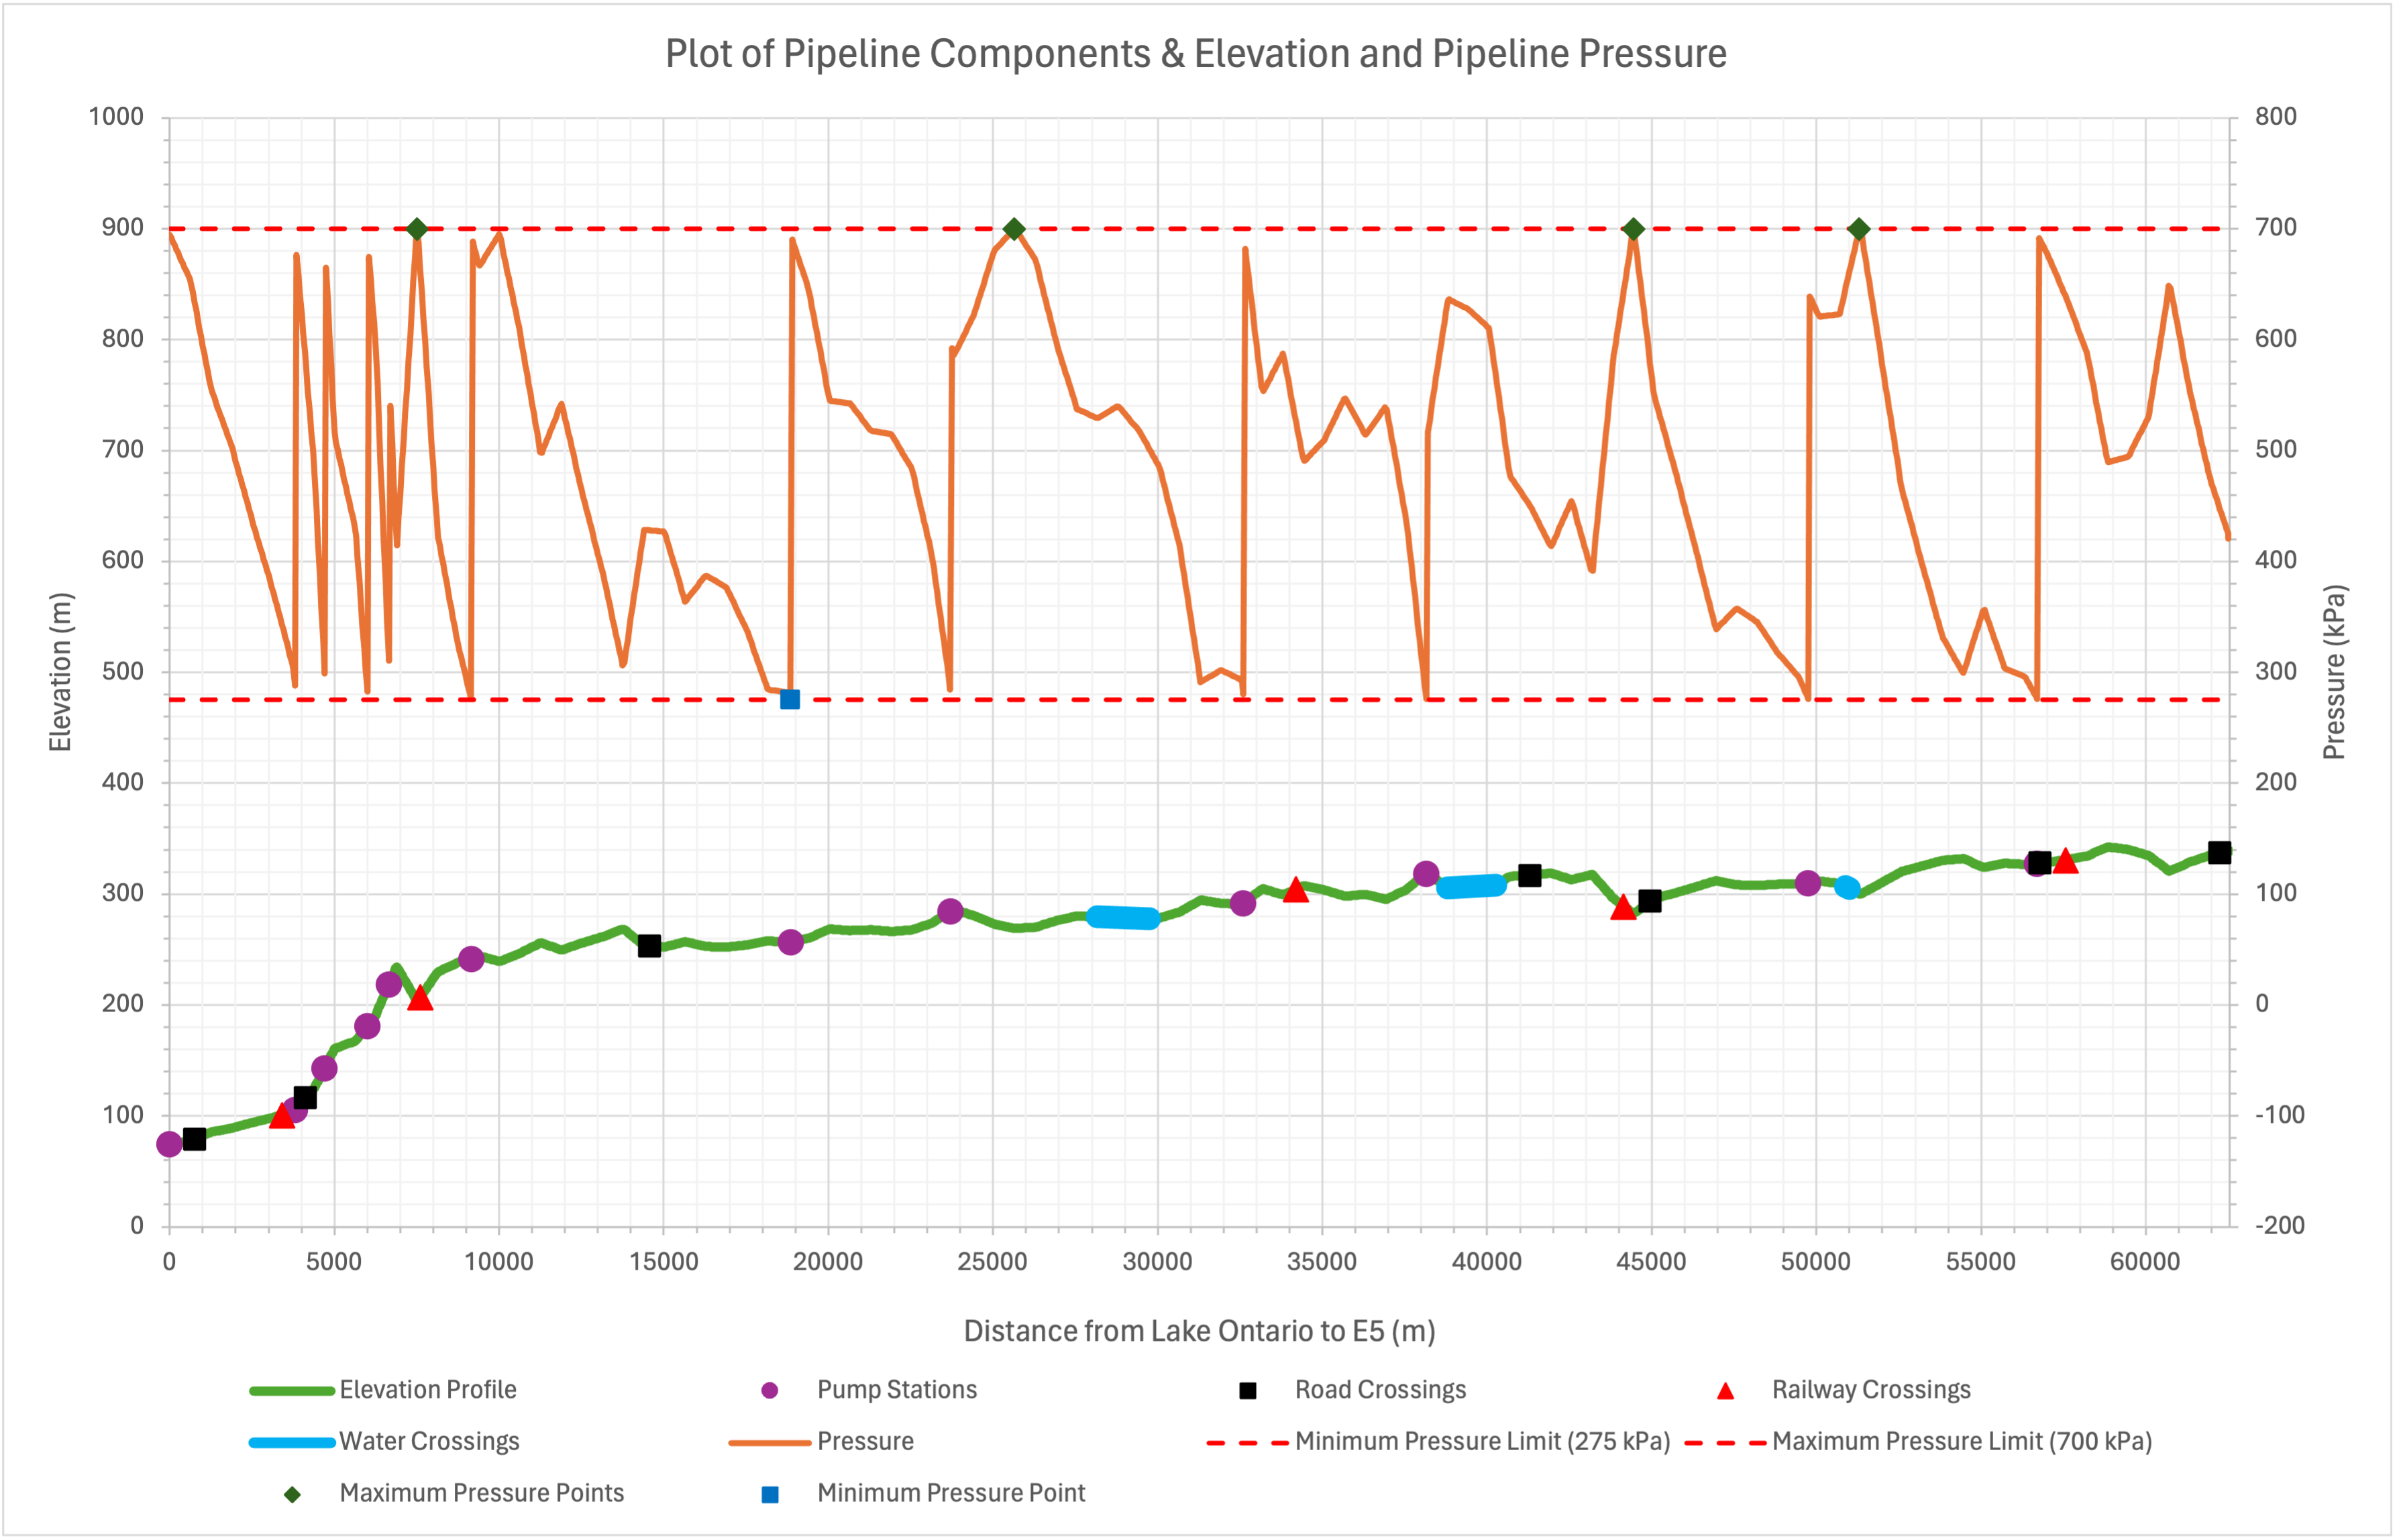 Plot of Pipeline Components & Elevation and Pipeline Pressure
1000
900
800
700
600
500
400
300
200
100
0
Elevation (m)
800
700
600
500
400
300
200
100
0
-100
-200
Pressure (kPa)
0 5000 10000 15000 20000 25000 30000 35000 40000 45000 50000 55000 60000
Distance from Lake Ontario to E5 (m)
Elevation Profile Pump Stations Road Crossings Railway Crossings
Water Crossings Pressure Minimum Pressure Limit (275 kPa) Maximum Pressure Limit (700 kPa)
Maximum Pressure Points Minimum Pressure Point